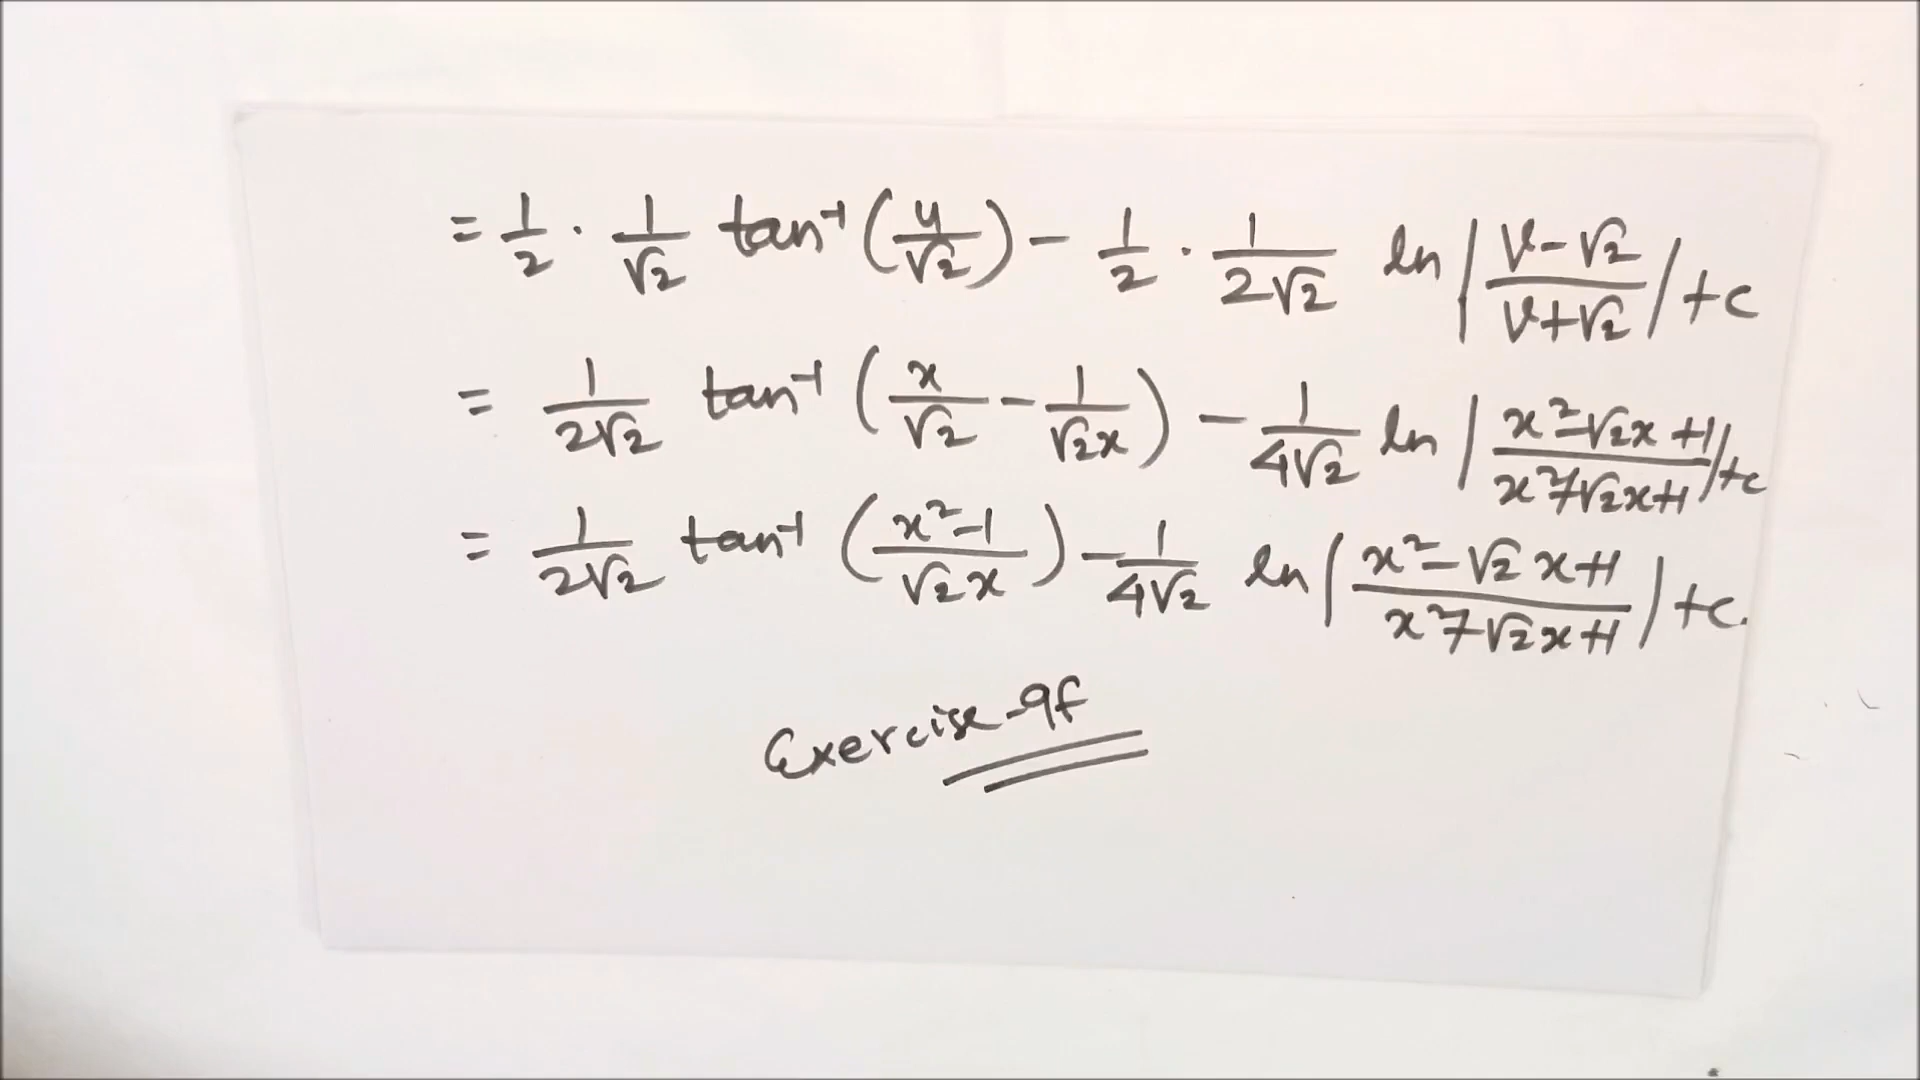 = 1/2 · 1/√2 tan⁻¹ (u/√2) - 1/2 · 1/2√2 ln |v-√2 / v+√2| + c
= 1/2√2 tan⁻¹ (x/√2 - 1/√2x) - 1/4√2 ln |x²-√2x+1 / x²+√2x+1| + c
= 1/2√2 tan⁻¹ (x²-1 / √2x) - 1/4√2 ln |x²-√2x+1 / x²+√2x+1| + c.
Exercise-9f